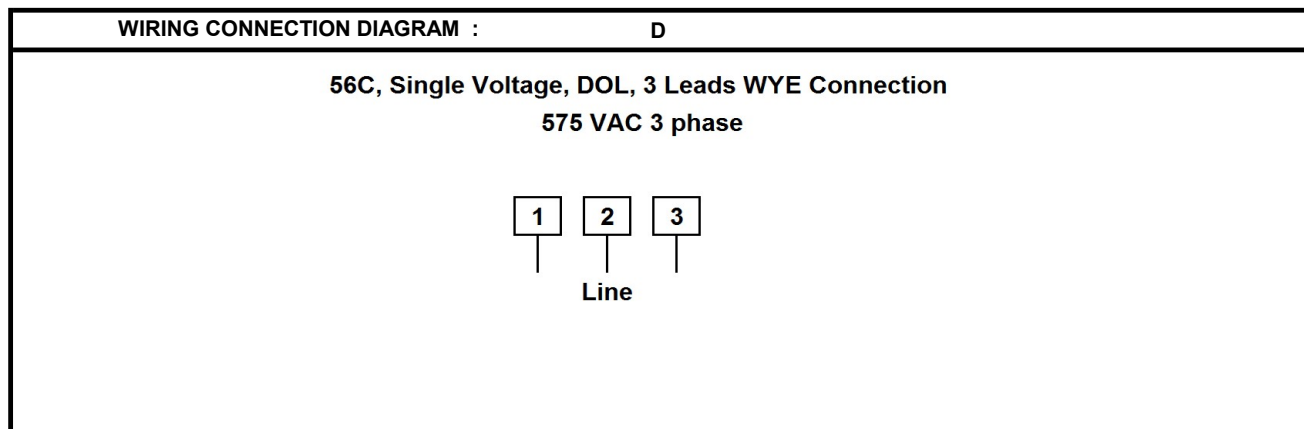 WIRING CONNECTION DIAGRAM : D
56C, Single Voltage, DOL, 3 Leads WYE Connection
575 VAC 3 phase
1 2 3
Line